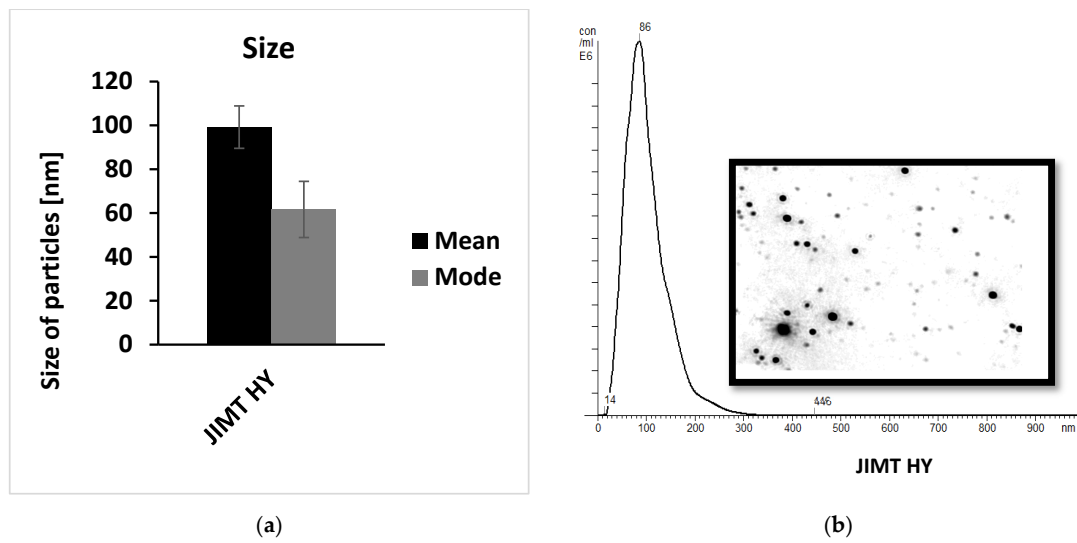 Size
Size of particles [nm]
120
100
80
60
40
20
0
Mean
Mode
JIMT HY
(a)
con
/ml
E6
86
14
446
0 100 200 300 400 500 600 700 800 900 nm
JIMT HY
(b)